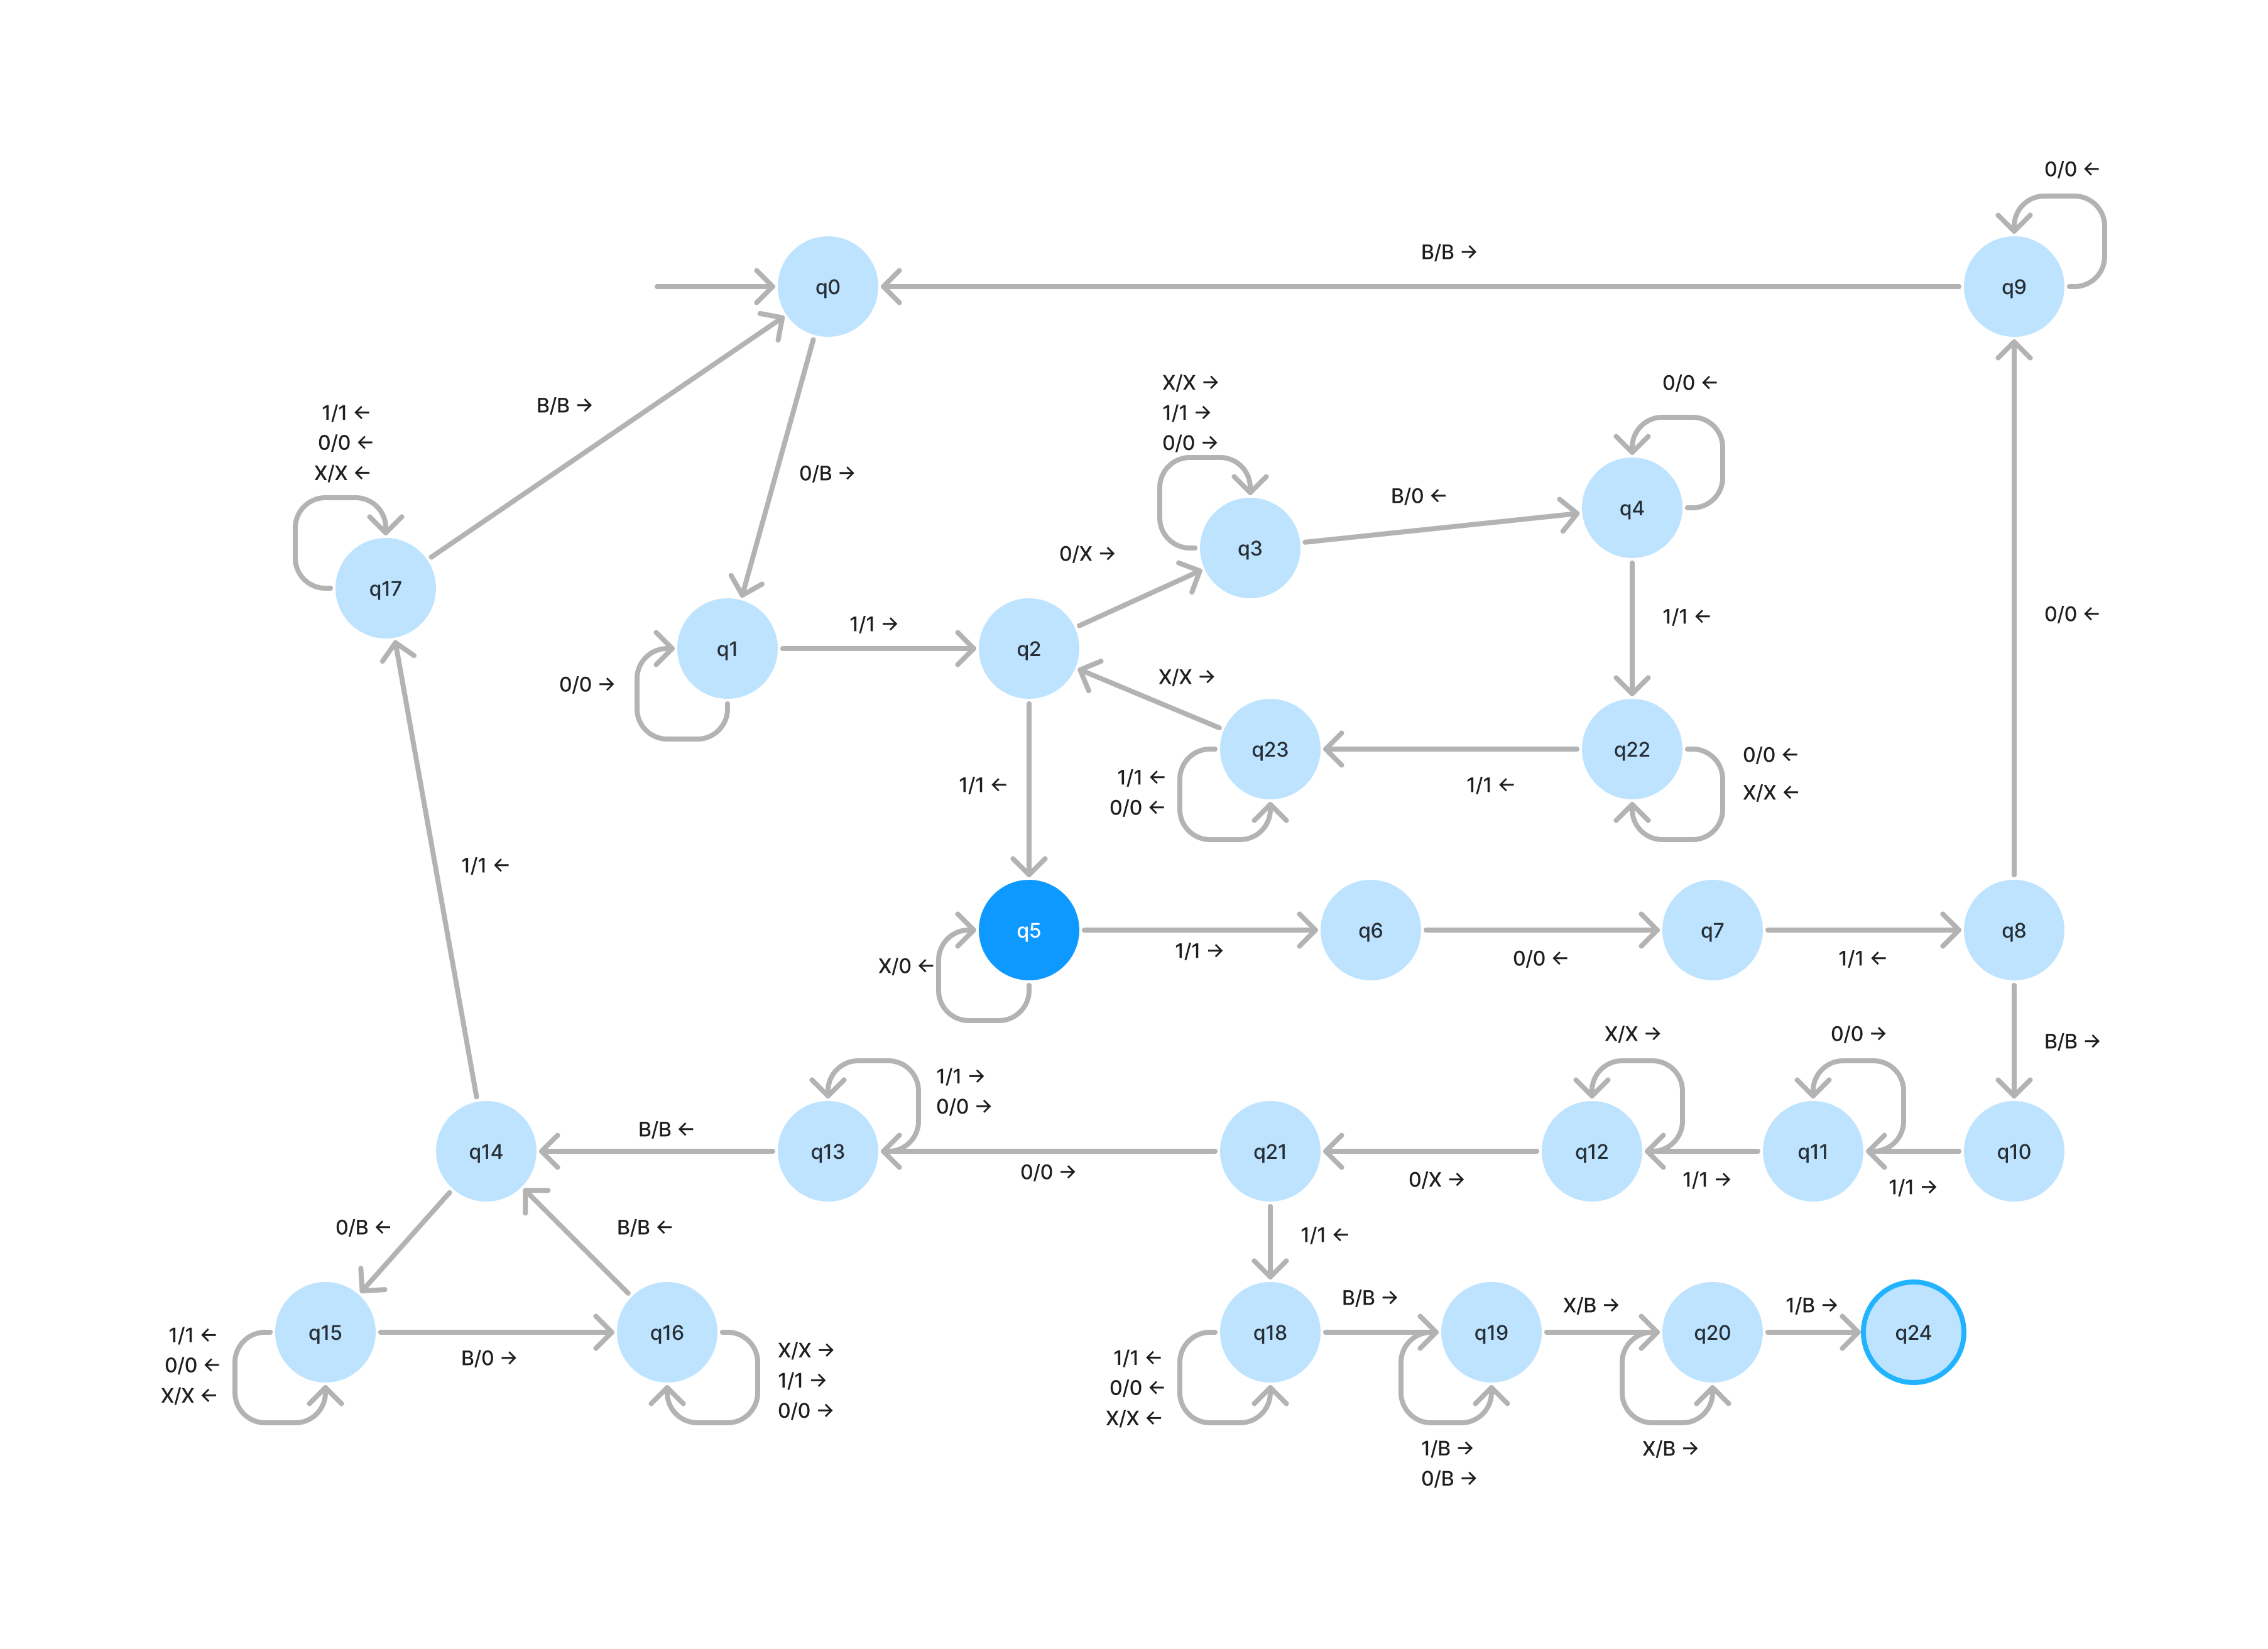 0/0 ←
B/B →
q0
q9
X/X →
1/1 →
0/0 →
0/0 ←
1/1 ←
0/0 ←
X/X ←
B/B →
0/B →
B/0 ←
q4
0/X →
q3
q17
1/1 →
1/1 ←
0/0 ←
q1
q2
X/X →
0/0 →
q23
q22
0/0 ←
X/X ←
1/1 ←
0/0 ←
1/1 ←
1/1 ←
1/1 ←
q5
q6
q7
q8
1/1 →
0/0 ←
1/1 ←
X/0 ←
X/X →
0/0 →
B/B →
1/1 →
0/0 →
B/B ←
q14
q13
q21
q12
q11
q10
0/0 →
0/X →
1/1 →
1/1 →
0/B ←
B/B ←
1/1 ←
B/B →
X/B →
1/B →
q15
q16
q18
q19
q20
q24
1/1 ←
0/0 ←
X/X ←
B/0 →
X/X →
1/1 →
0/0 →
1/1 ←
0/0 ←
X/X ←
1/B →
0/B →
X/B →